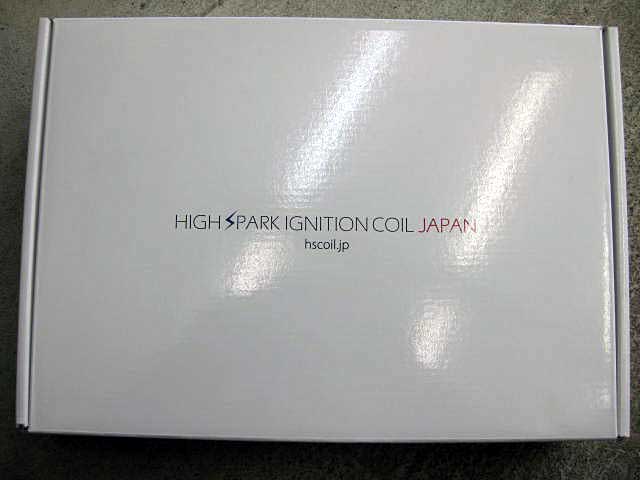 HIGH SPARK IGNITION COIL JAPAN
hscoil.jp